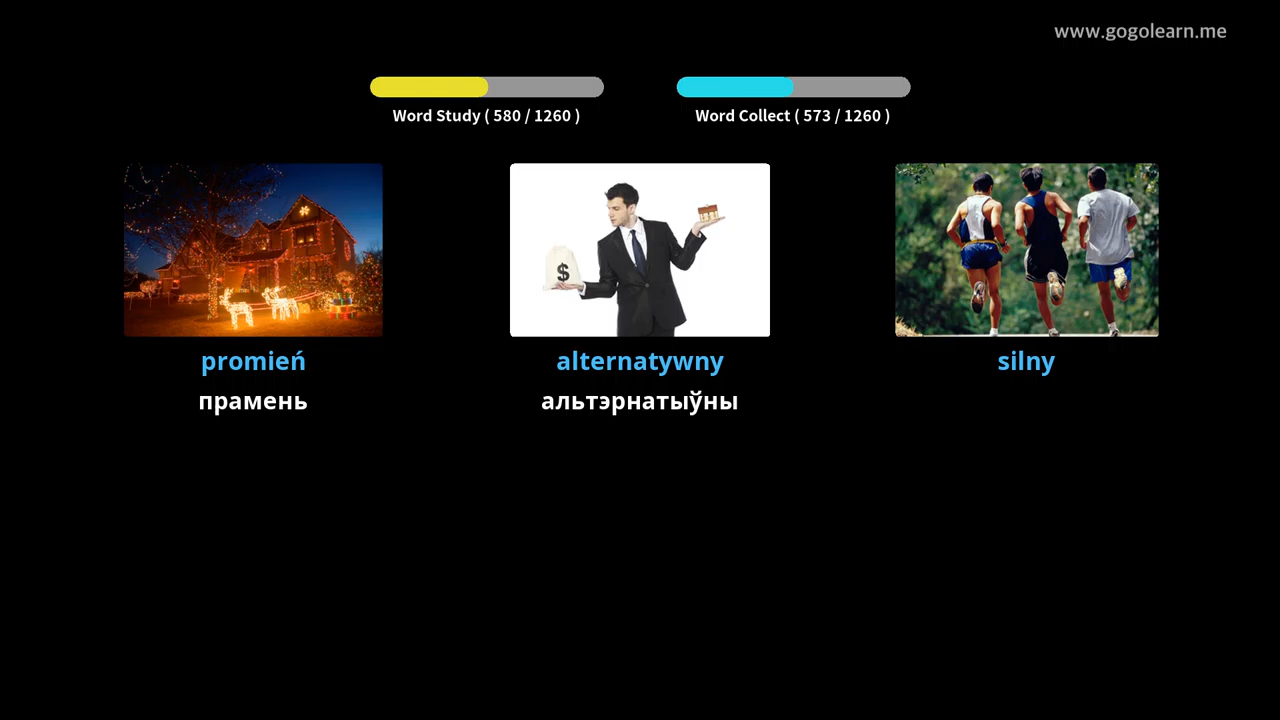 www.gogolearn.me
Word Study ( 580 / 1260 )
Word Collect ( 573 / 1260 )
$
promień
alternatywny
silny
прамень
альтэрнатыўны